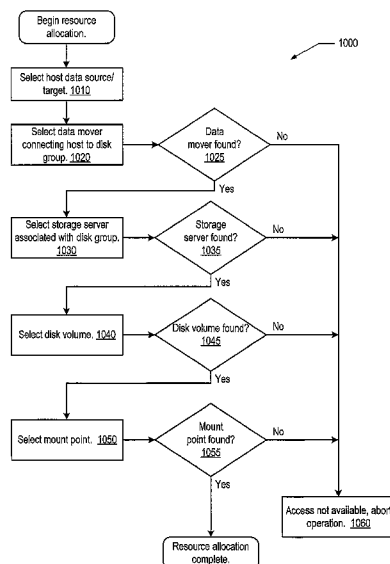 Begin resource
allocation.
1000
Select host data source/
target. 1010
Select data mover
connecting host to disk
group. 1020
Data
mover found?
1025
No
Yes
Select storage server
associated with disk group.
1030
Storage
server found?
1035
No
Yes
Select disk volume. 1040
Disk volume found?
1045
No
Yes
Select mount point. 1050
Mount
point found?
1055
No
Yes
Access not available, abort
operation. 1060
Resource allocation
complete.